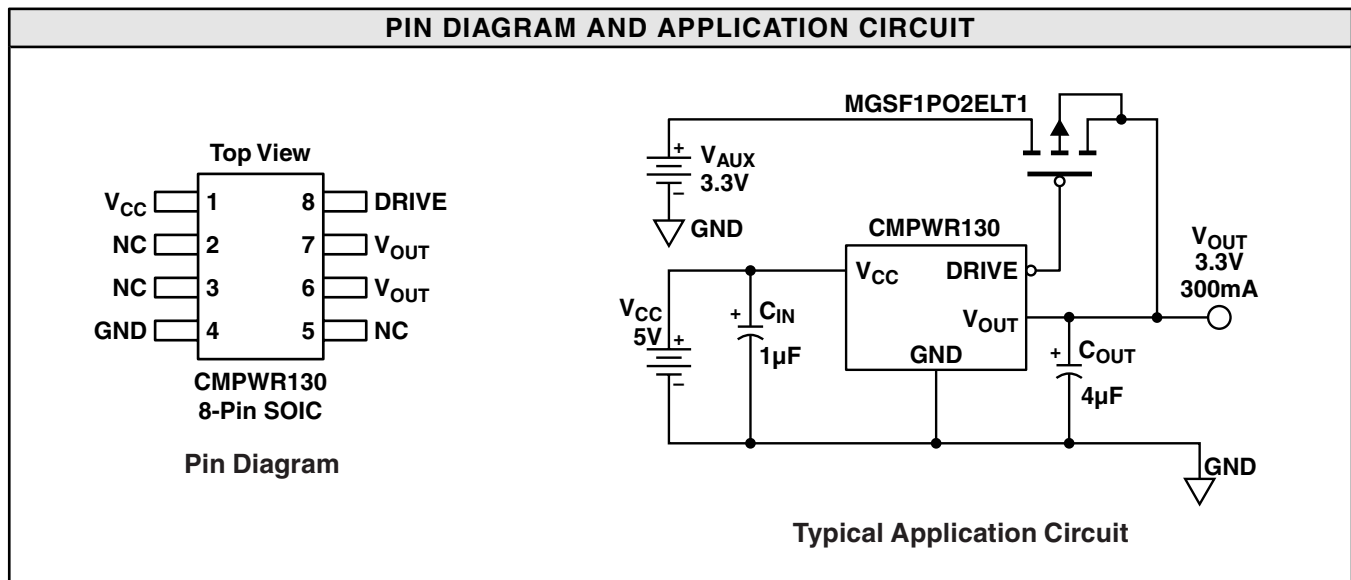 PIN DIAGRAM AND APPLICATION CIRCUIT
Top View
VCC 1 8 DRIVE
NC 2 7 VOUT
NC 3 6 VOUT
GND 4 5 NC
CMPWR130
8-Pin SOIC
Pin Diagram
MGSF1PO2ELT1
+
VAUX
3.3V
–
GND
CMPWR130
VCC
DRIVE
VOUT
GND
VCC
5V
+
–
+
CIN
1µF
+
COUT
4µF
VOUT
3.3V
300mA
GND
Typical Application Circuit